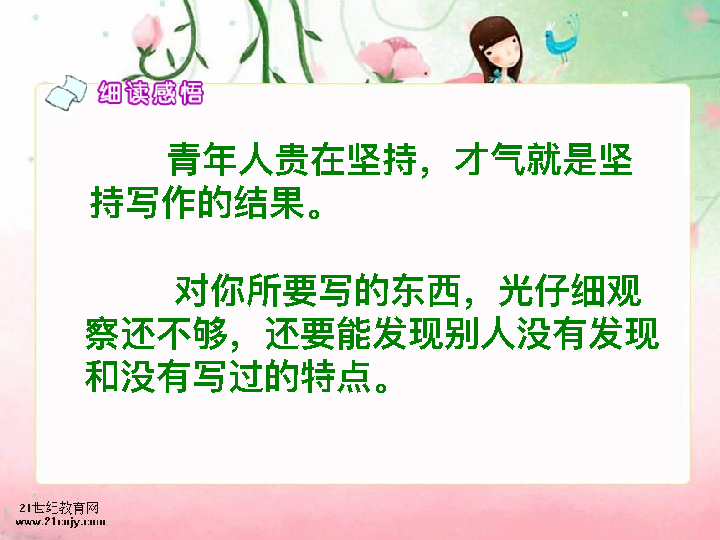 细读感悟
青年人贵在坚持，才气就是坚
持写作的结果。
对你所要写的东西，光仔细观
察还不够，还要能发现别人没有发现
和没有写过的特点。
21世纪教育网
www.21cnjy.com